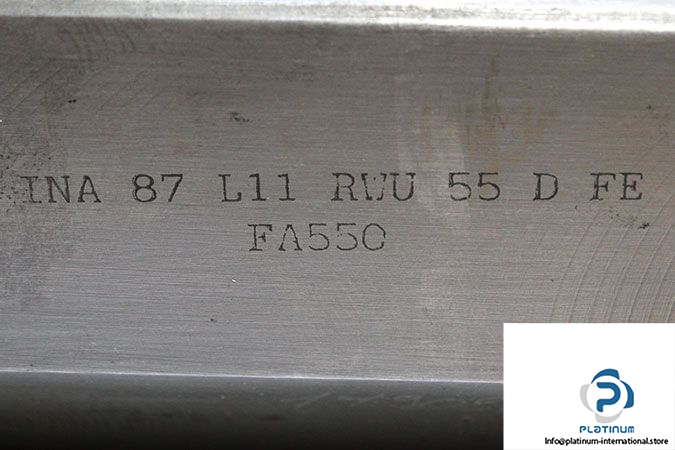 INA 87 L11 RWU 55 D FE
FA550
PLATINUM
Info@platinum-international.store